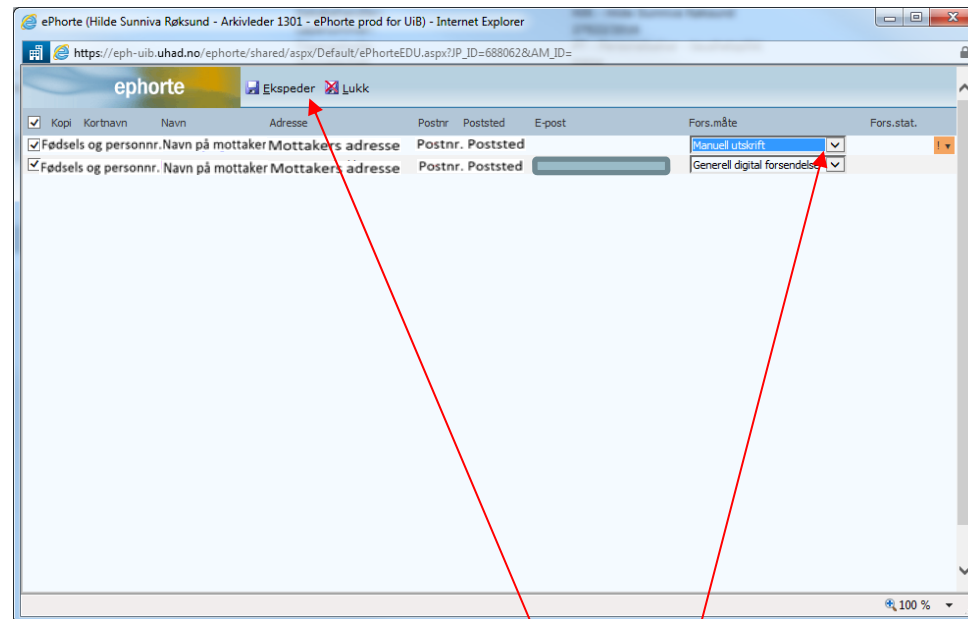 ePhorte (Hilde Sunniva Røksund - Arkivleder 1301 - ePhorte prod for UiB) - Internet Explorer
https://eph-uib.uhad.no/ephorte/shared/aspx/Default/ePhorteEDU.aspx?JP_ID=688062&AM_ID=
ephorte Ekspeder Lukk
Kopi Kortnavn Navn Adresse Postnr Poststed E-post Fors.måte Fors.stat.
Fødsels og personnr. Navn på mottaker Mottakers adresse Postnr. Poststed Manuell utskrift !
Fødsels og personnr. Navn på mottaker Mottakers adresse Postnr. Poststed Generell digital forsendelse
100 %